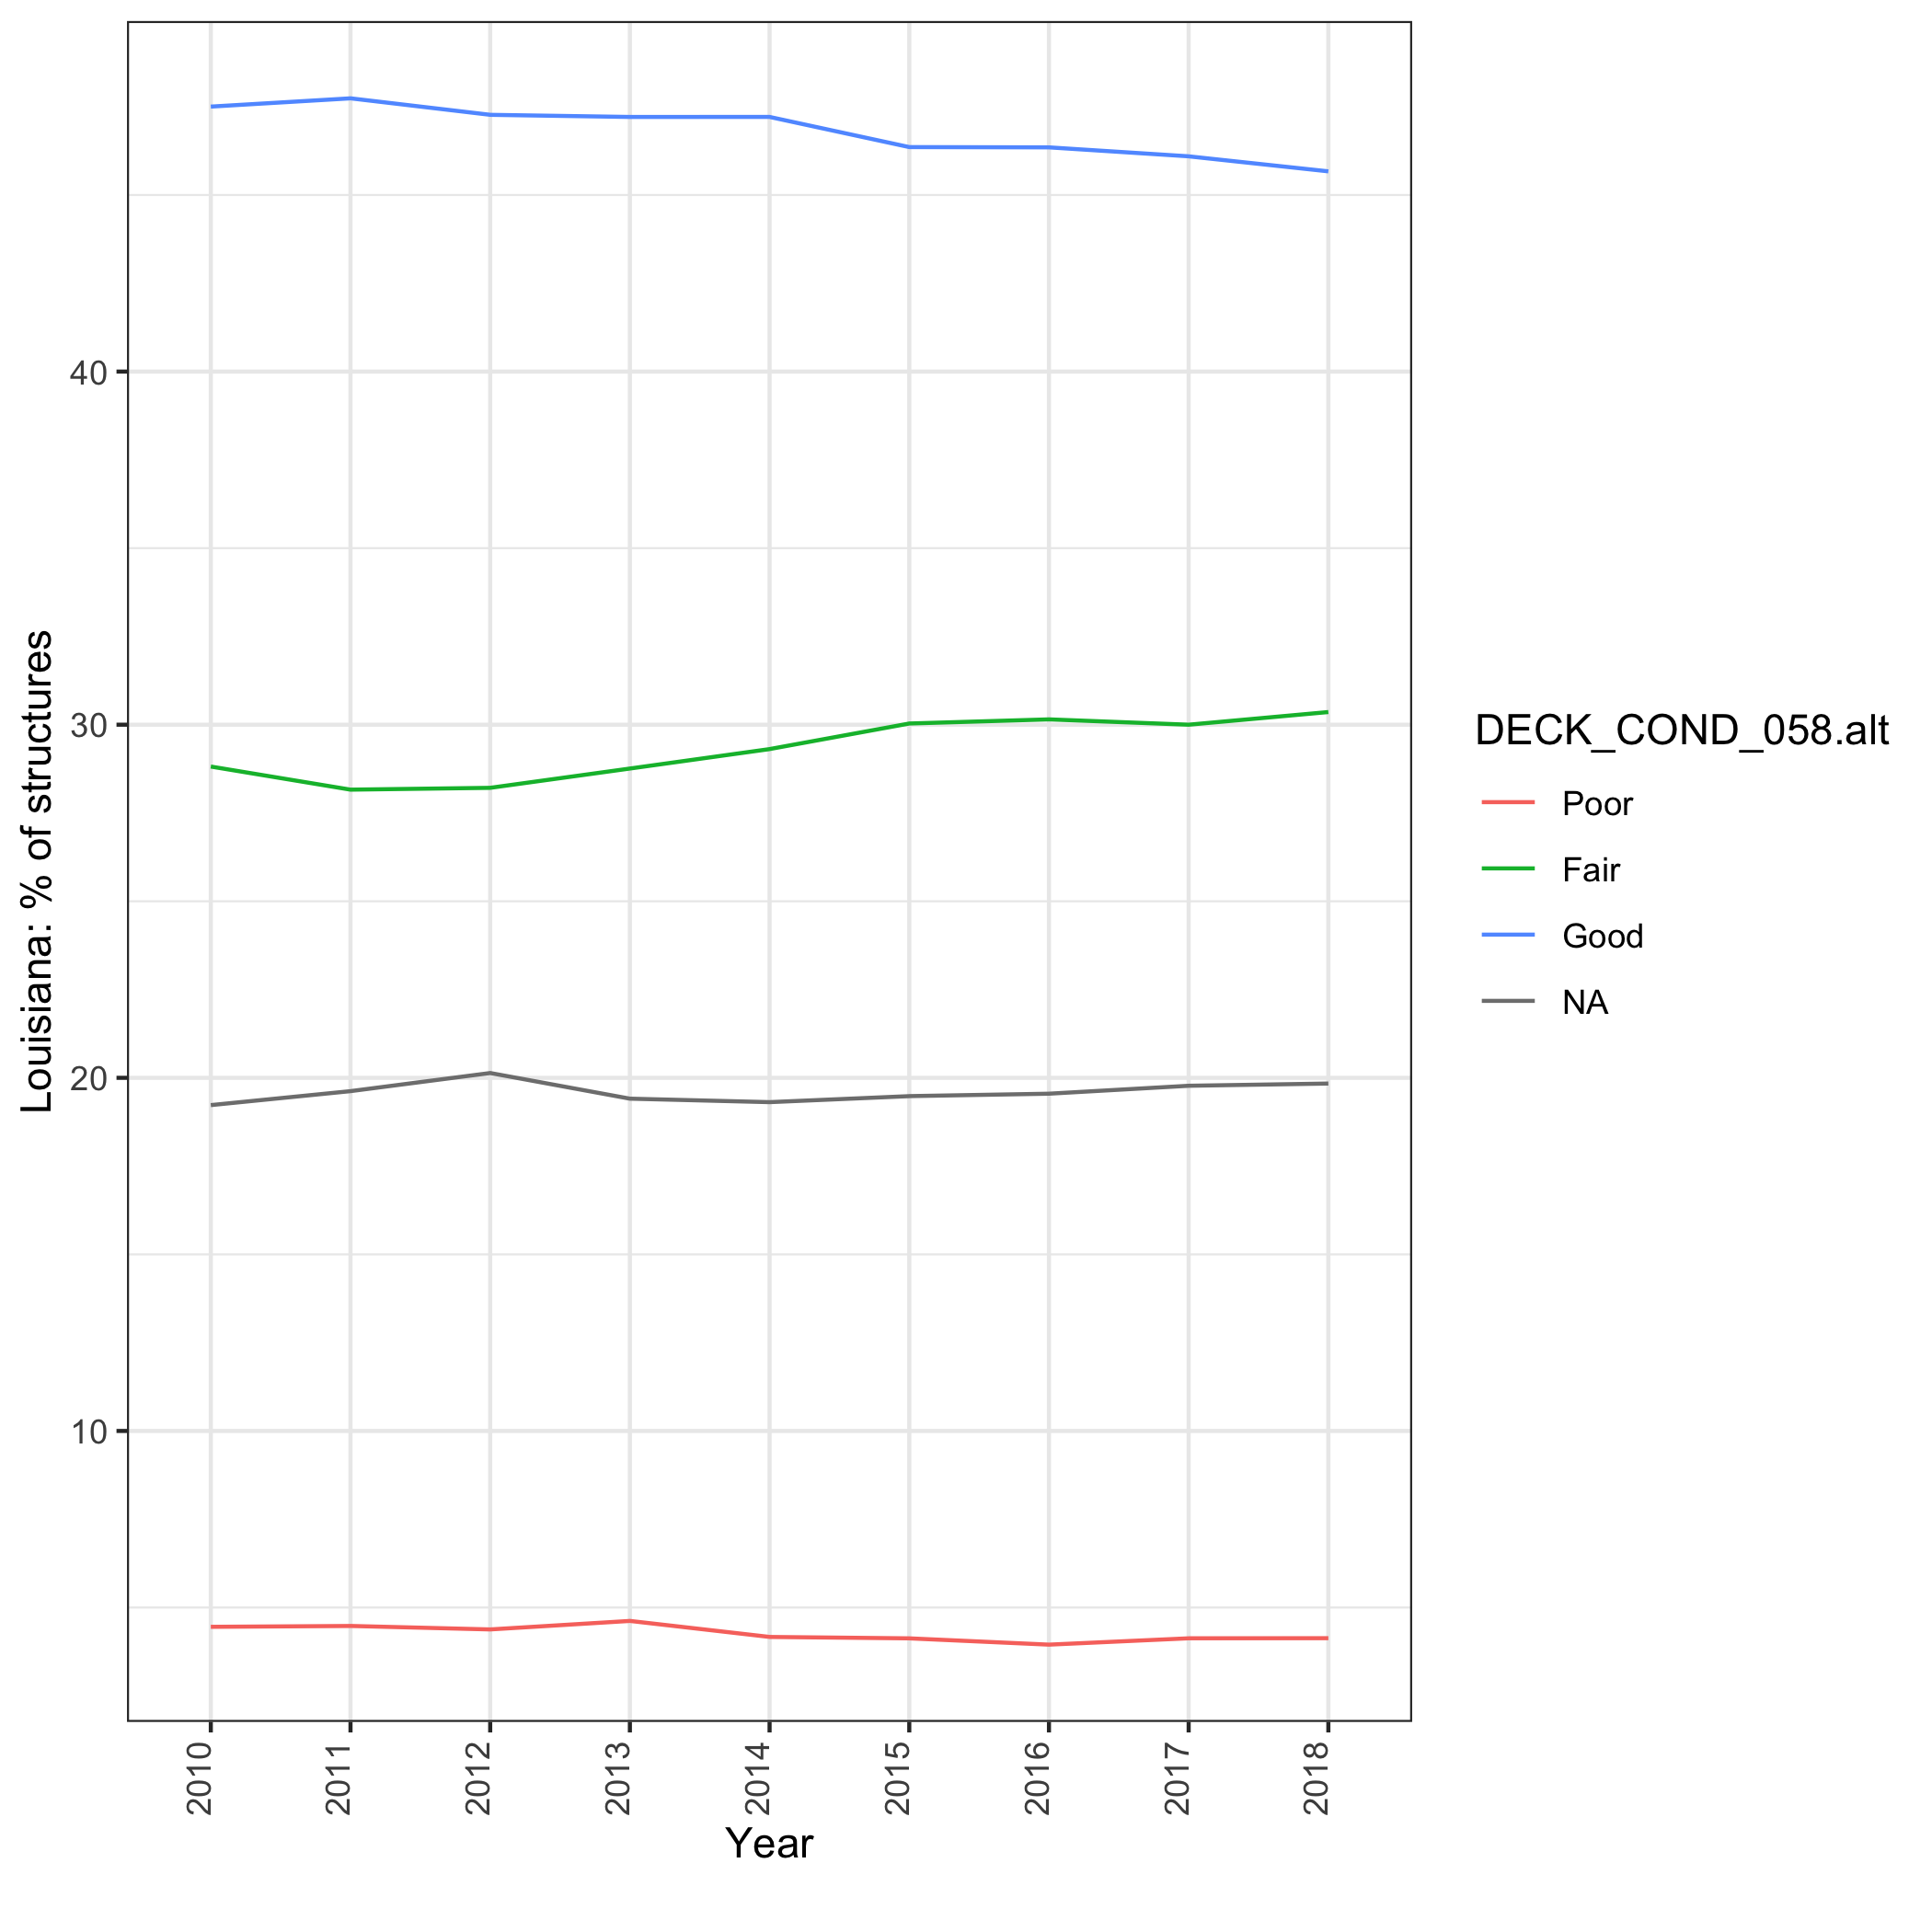 Louisiana: % of structures
40
30
20
10
2010
2011
2012
2013
2014
2015
2016
2017
2018
Year
DECK_COND_058.alt
Poor
Fair
Good
NA